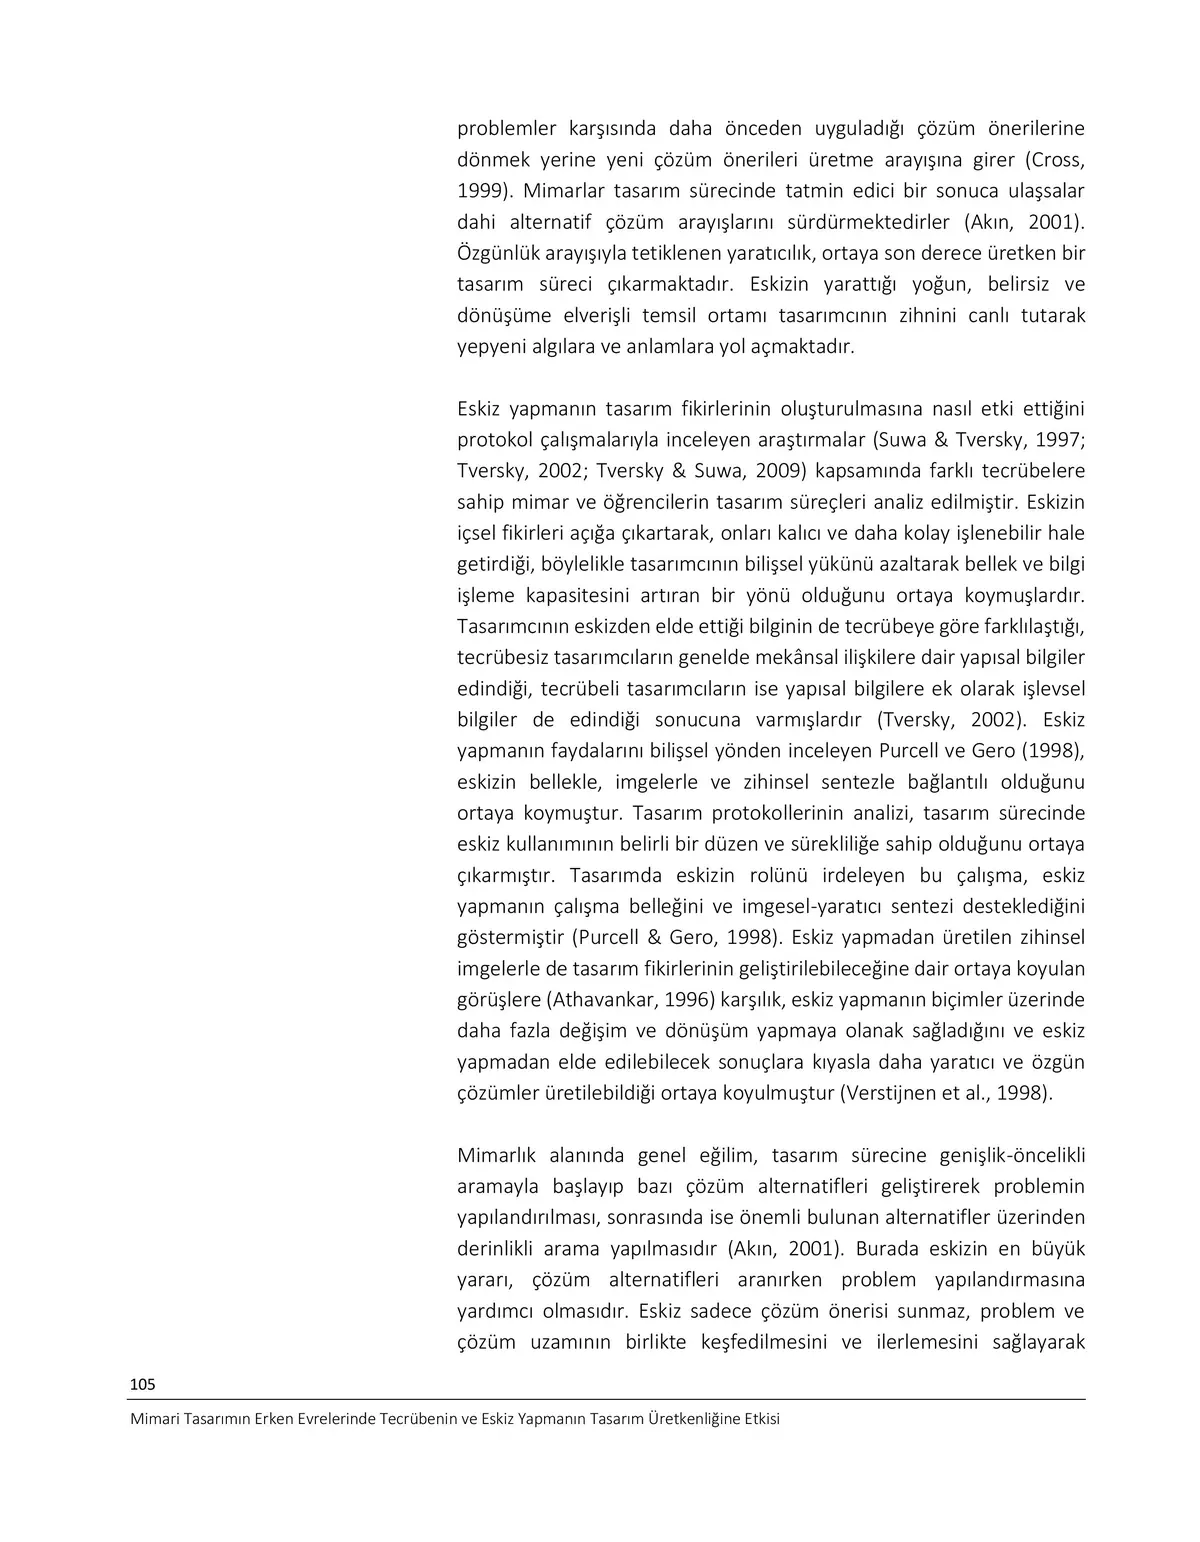 problemler karşısında daha önceden uyguladığı çözüm önerilerine
dönmek yerine yeni çözüm önerileri üretme arayışına girer (Cross,
1999). Mimarlar tasarım sürecinde tatmin edici bir sonuca ulaşsalar
dahi alternatif çözüm arayışlarını sürdürmektedirler (Akın, 2001).
Özgünlük arayışıyla tetiklenen yaratıcılık, ortaya son derece üretken bir
tasarım süreci çıkarmaktadır. Eskizin yarattığı yoğun, belirsiz ve
dönüşüme elverişli temsil ortamı tasarımcının zihnini canlı tutarak
yepyeni algılara ve anlamlara yol açmaktadır.
Eskiz yapmanın tasarım fikirlerinin oluşturulmasına nasıl etki ettiğini
protokol çalışmalarıyla inceleyen araştırmalar (Suwa & Tversky, 1997;
Tversky, 2002; Tversky & Suwa, 2009) kapsamında farklı tecrübelere
sahip mimar ve öğrencilerin tasarım süreçleri analiz edilmiştir. Eskizin
içsel fikirleri açığa çıkartarak, onları kalıcı ve daha kolay işlenebilir hale
getirdiği, böylelikle tasarımcının bilişsel yükünü azaltarak bellek ve bilgi
işleme kapasitesini artıran bir yönü olduğunu ortaya koymuşlardır.
Tasarımcının eskizden elde ettiği bilginin de tecrübeye göre farklılaştığı,
tecrübesiz tasarımcıların genelde mekânsal ilişkilere dair yapısal bilgiler
edindiği, tecrübeli tasarımcıların ise yapısal bilgilere ek olarak işlevsel
bilgiler de edindiği sonucuna varmışlardır (Tversky, 2002). Eskiz
yapmanın faydalarını bilişsel yönden inceleyen Purcell ve Gero (1998),
eskizin bellekle, imgelerle ve zihinsel sentezle bağlantılı olduğunu
ortaya koymuştur. Tasarım protokollerinin analizi, tasarım sürecinde
eskiz kullanımının belirli bir düzen ve sürekliliğe sahip olduğunu ortaya
çıkarmıştır. Tasarımda eskizin rolünü irdeleyen bu çalışma, eskiz
yapmanın çalışma belleğini ve imgesel-yaratıcı sentezi desteklediğini
göstermiştir (Purcell & Gero, 1998). Eskiz yapmadan üretilen zihinsel
imgelerle de tasarım fikirlerinin geliştirilebileceğine dair ortaya koyulan
görüşlere (Athavankar, 1996) karşılık, eskiz yapmanın biçimler üzerinde
daha fazla değişim ve dönüşüm yapmaya olanak sağladığını ve eskiz
yapmadan elde edilebilecek sonuçlara kıyasla daha yaratıcı ve özgün
çözümler üretilebildiği ortaya koyulmuştur (Verstijnen et al., 1998).
Mimarlık alanında genel eğilim, tasarım sürecine genişlik-öncelikli
aramayla başlayıp bazı çözüm alternatifleri geliştirerek problemin
yapılandırılması, sonrasında ise önemli bulunan alternatifler üzerinden
derinlikli arama yapılmasıdır (Akın, 2001). Burada eskizin en büyük
yararı, çözüm alternatifleri aranırken problem yapılandırmasına
yardımcı olmasıdır. Eskiz sadece çözüm önerisi sunmaz, problem ve
çözüm uzamının birlikte keşfedilmesini ve ilerlemesini sağlayarak
105
Mimari Tasarımın Erken Evrelerinde Tecrübenin ve Eskiz Yapmanın Tasarım Üretkenliğine Etkisi